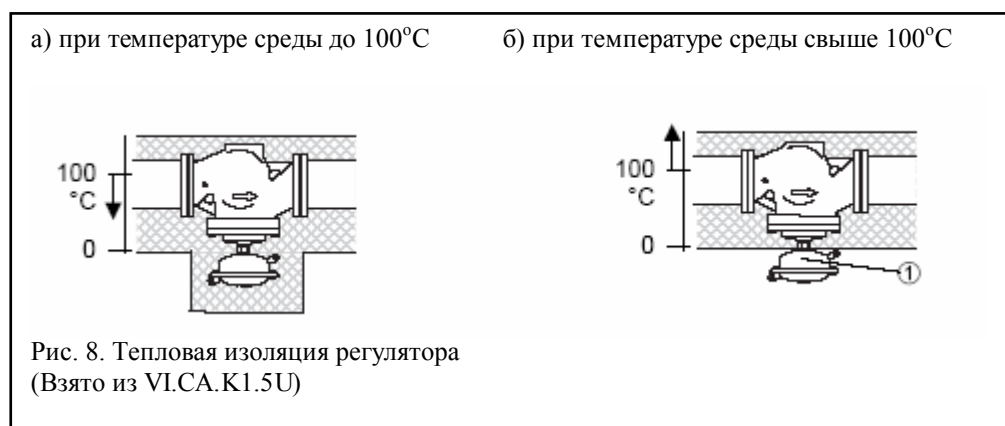 а) при температуре среды до 100°С
б) при температуре среды свыше 100°С
100
°C
0
100
°C
0
①
Рис. 8. Тепловая изоляция регулятора
(Взято из VI.CA.K1.5U)